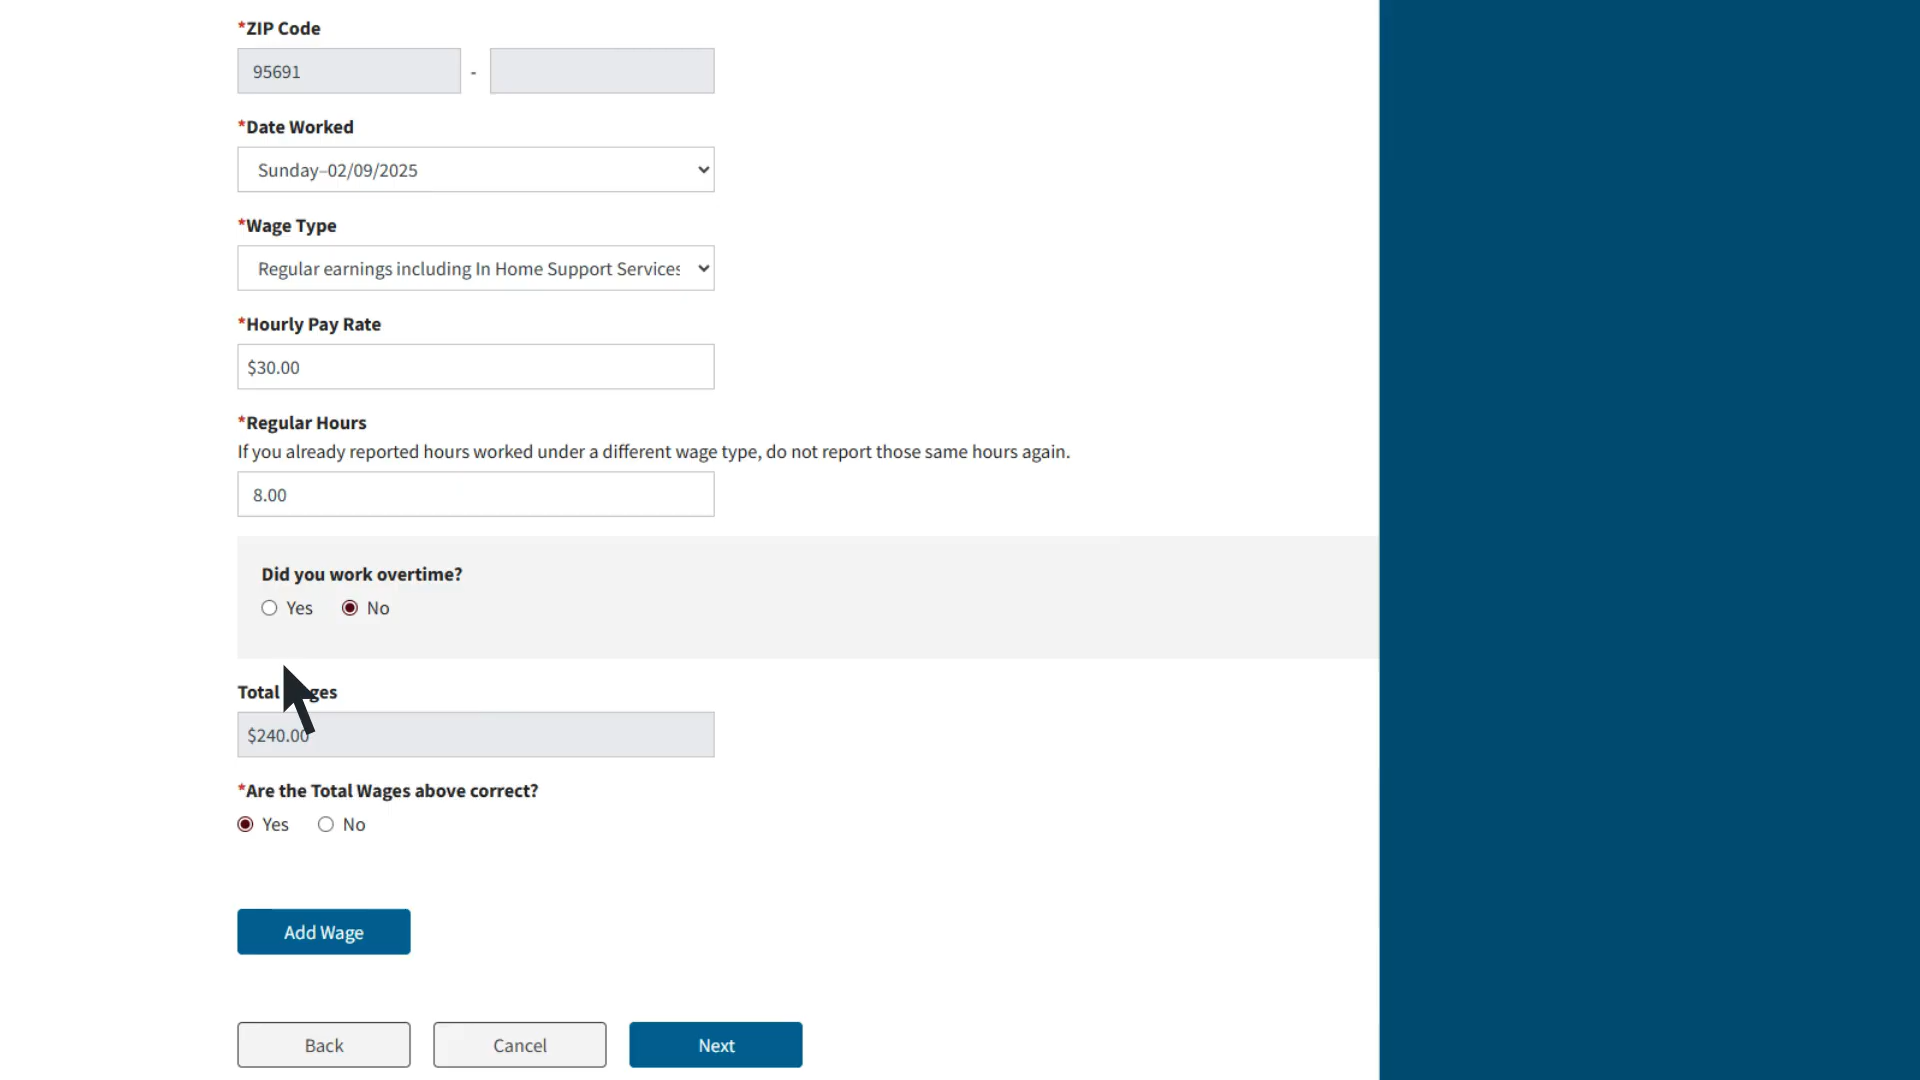 *ZIP Code
95691 -
*Date Worked
Sunday–02/09/2025
*Wage Type
Regular earnings including In Home Support Services
*Hourly Pay Rate
$30.00
*Regular Hours
If you already reported hours worked under a different wage type, do not report those same hours again.
8.00
Did you work overtime?
Yes No
Total
$240.00
*Are the Total Wages above correct?
Yes No
Add Wage
Back Cancel Next